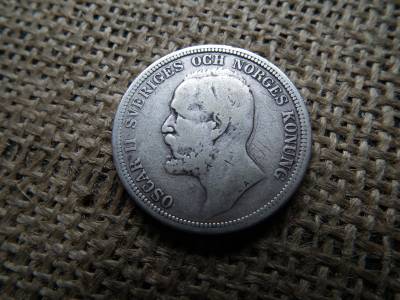 OSCAR II SVERIGES OCH NORGES KONUNG